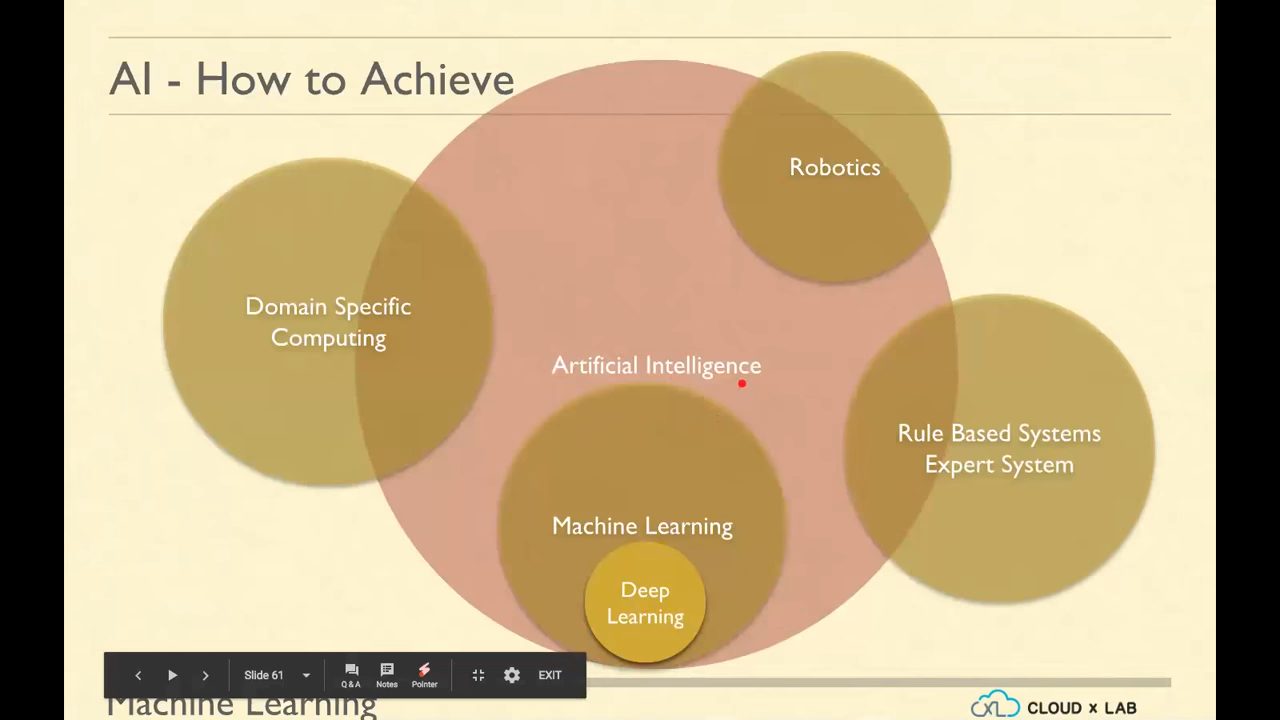 AI - How to Achieve
Robotics
Domain Specific
Computing
Artificial Intelligence
Rule Based Systems
Expert System
Machine Learning
Deep
Learning
Slide 61
Q & A
Notes
Pointer
EXIT
Machine Learning
CLOUD x LAB